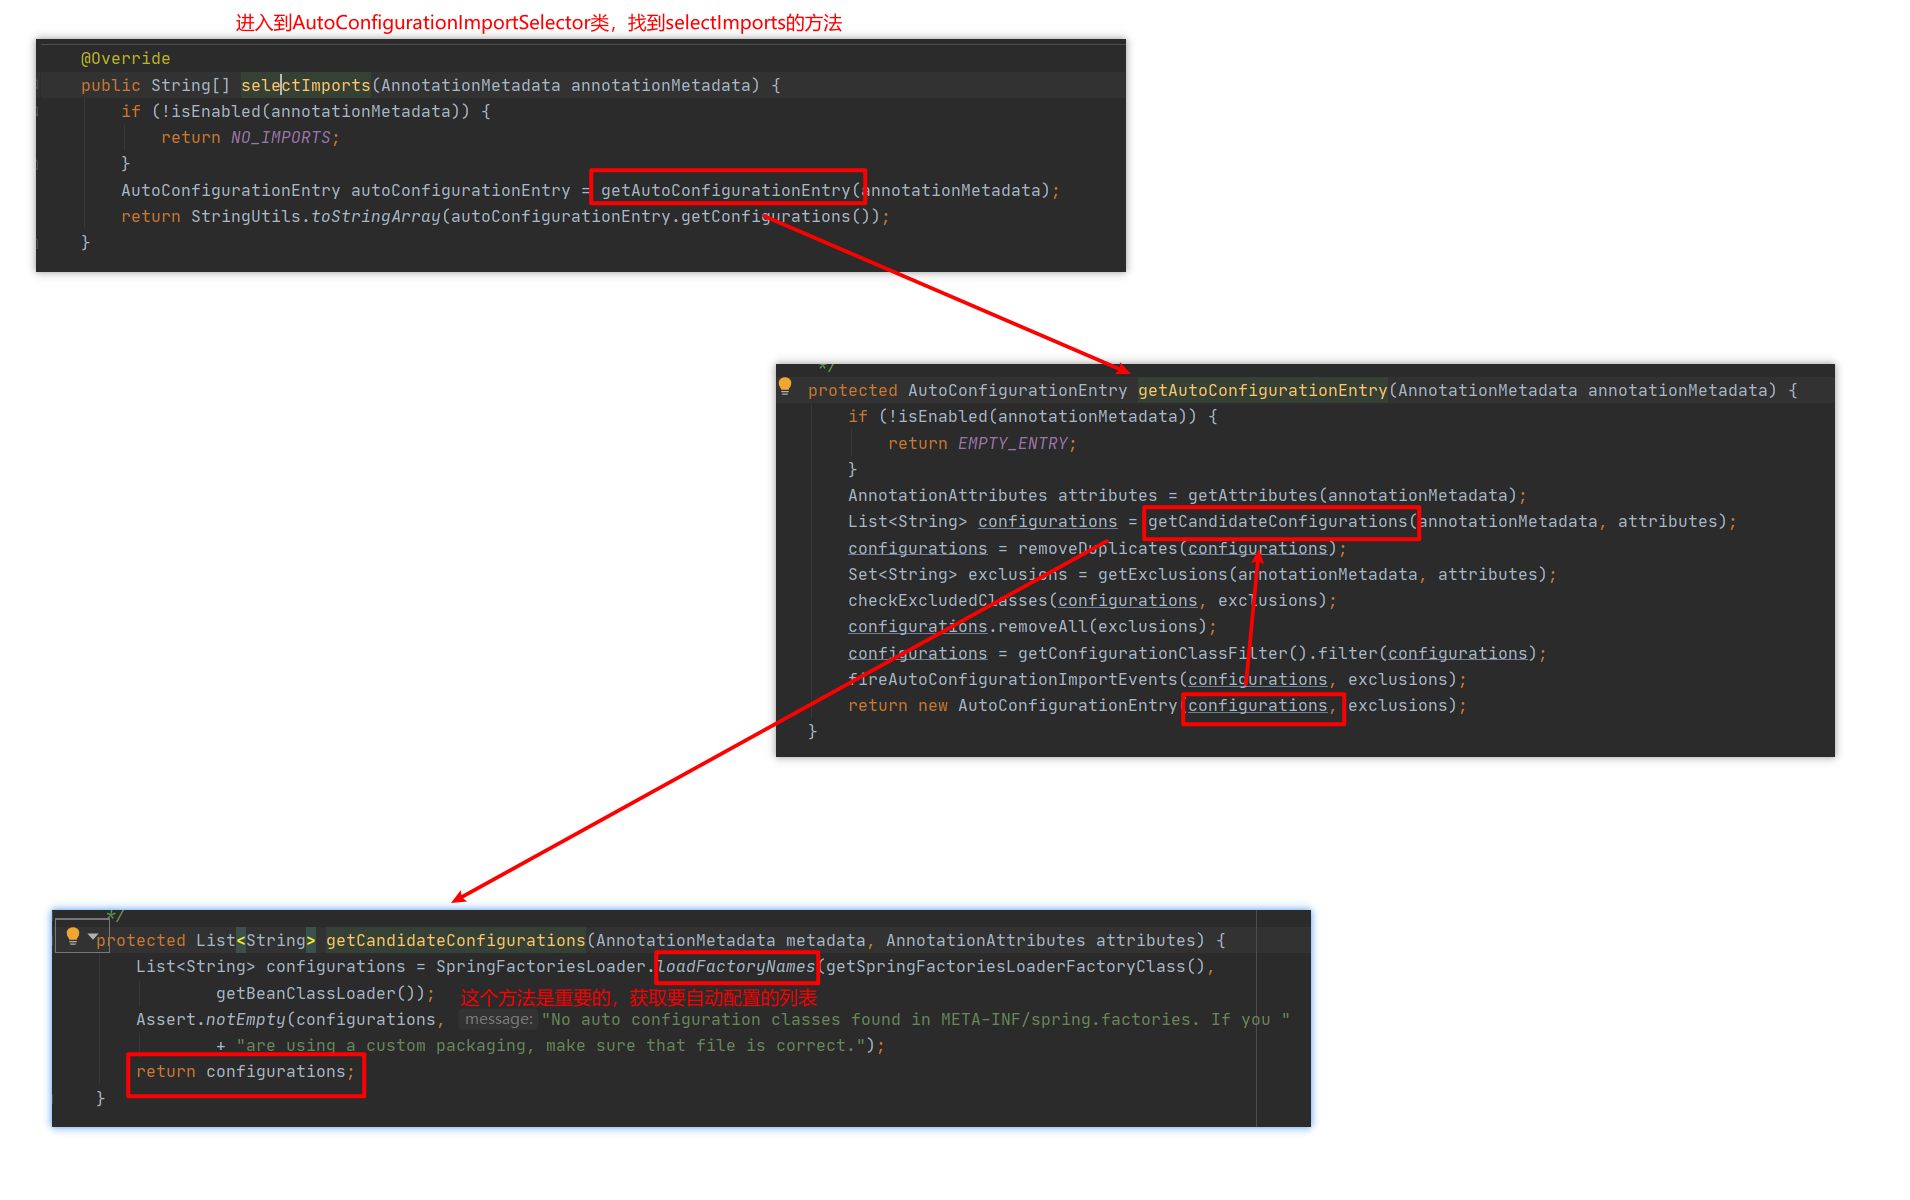 进入到AutoConfigurationImportSelector类，找到selectImports的方法
@Override
public String[] selectImports(AnnotationMetadata annotationMetadata) {
if (!isEnabled(annotationMetadata)) {
return NO_IMPORTS;
}
AutoConfigurationEntry autoConfigurationEntry = getAutoConfigurationEntry(annotationMetadata);
return StringUtils.toStringArray(autoConfigurationEntry.getConfigurations());
}
*/
protected AutoConfigurationEntry getAutoConfigurationEntry(AnnotationMetadata annotationMetadata) {
if (!isEnabled(annotationMetadata)) {
return EMPTY_ENTRY;
}
AnnotationAttributes attributes = getAttributes(annotationMetadata);
List<String> configurations = getCandidateConfigurations(annotationMetadata, attributes);
configurations = removeDuplicates(configurations);
Set<String> exclusions = getExclusions(annotationMetadata, attributes);
checkExcludedClasses(configurations, exclusions);
configurations.removeAll(exclusions);
configurations = getConfigurationClassFilter().filter(configurations);
fireAutoConfigurationImportEvents(configurations, exclusions);
return new AutoConfigurationEntry(configurations, exclusions);
}
*/
protected List<String> getCandidateConfigurations(AnnotationMetadata metadata, AnnotationAttributes attributes) {
List<String> configurations = SpringFactoriesLoader.loadFactoryNames(getSpringFactoriesLoaderFactoryClass(),
getBeanClassLoader()); 这个方法是重要的，获取要自动配置的列表
Assert.notEmpty(configurations, message: "No auto configuration classes found in META-INF/spring.factories. If you "
+ "are using a custom packaging, make sure that file is correct.");
return configurations;
}